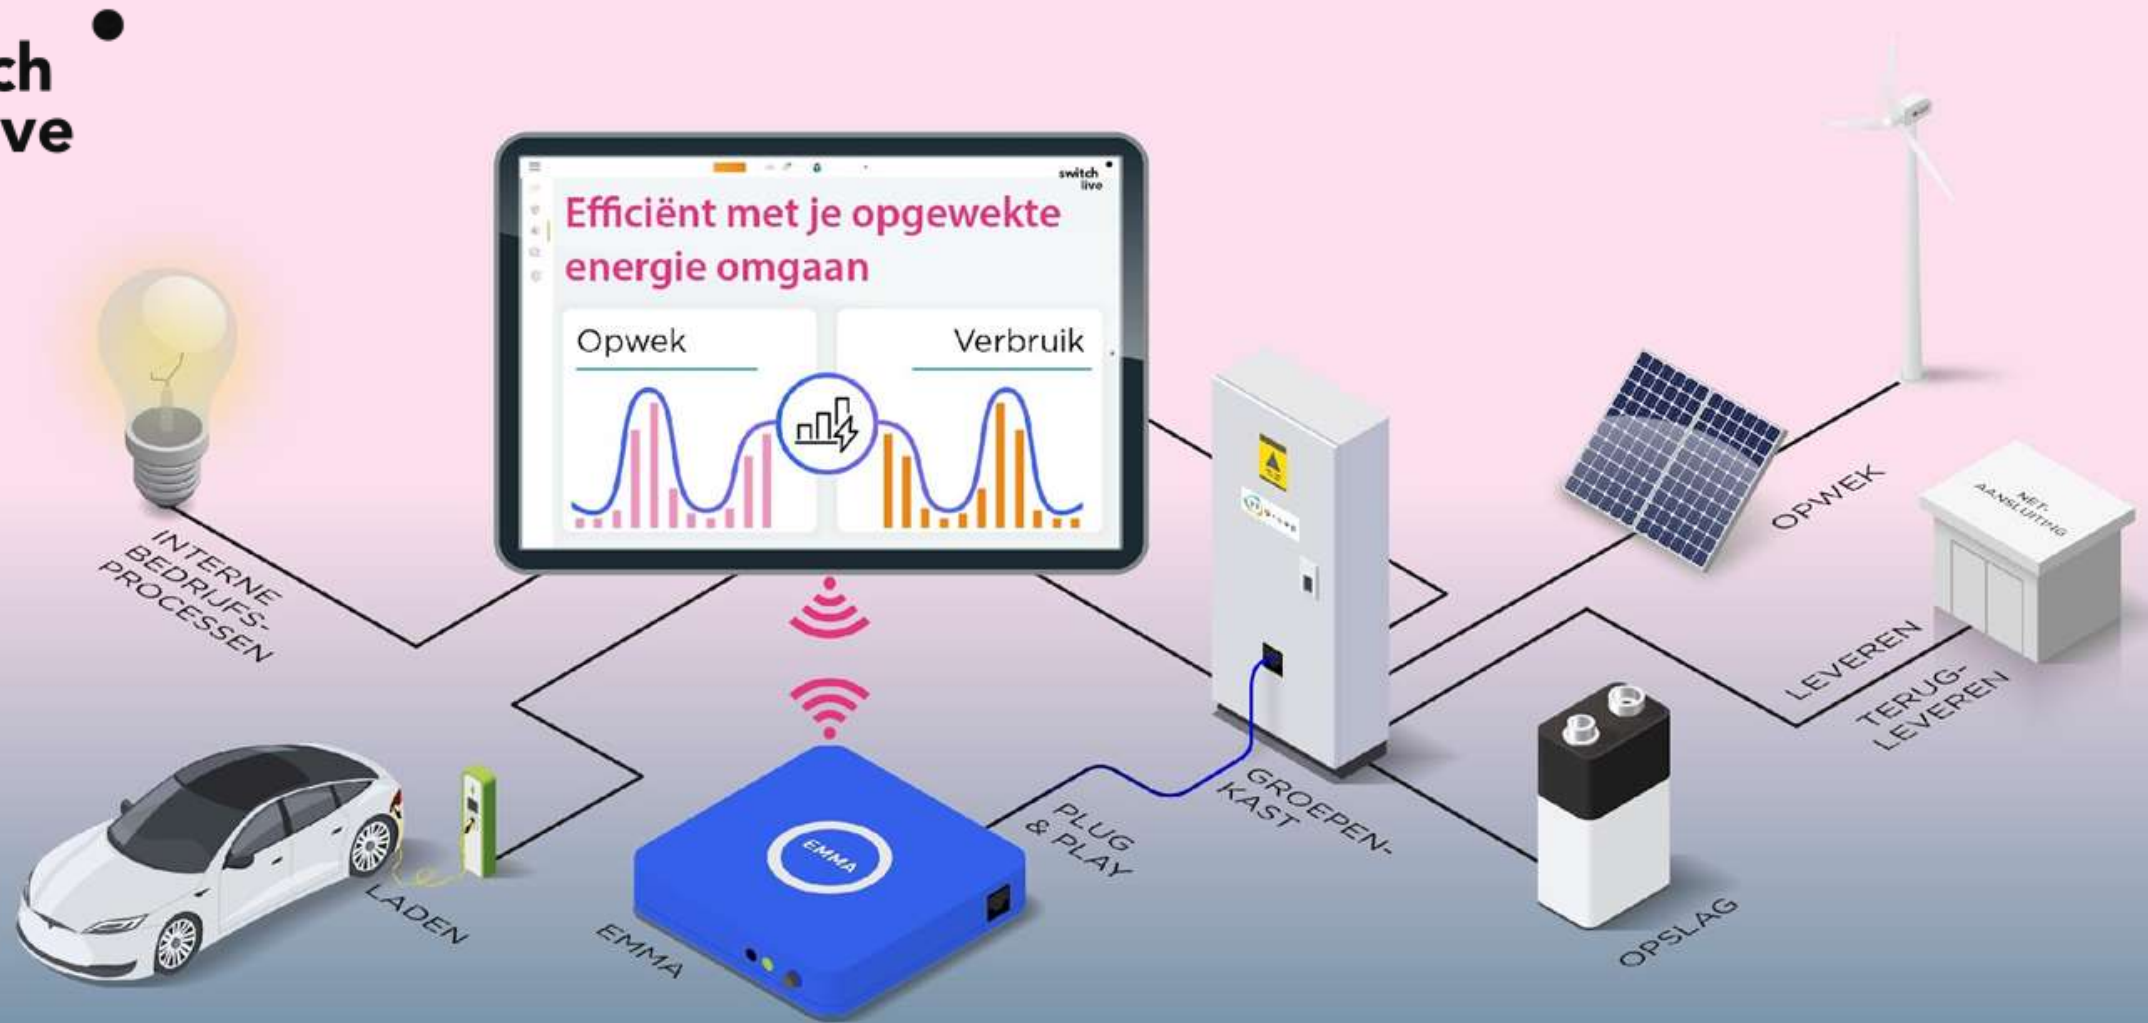 ch
ve
switch
live
Efficiënt met je opgewekte
energie omgaan
Opwek
Verbruik
INTERNE
BEDRIJFS-
PROCESSEN
OPWEK
NET-
AANSLUITING
LEVEREN
TERUG-
LEVEREN
GROEPEN-
KAST
PLUG
& PLAY
EMMA
EMMA
LADEN
OPSLAG